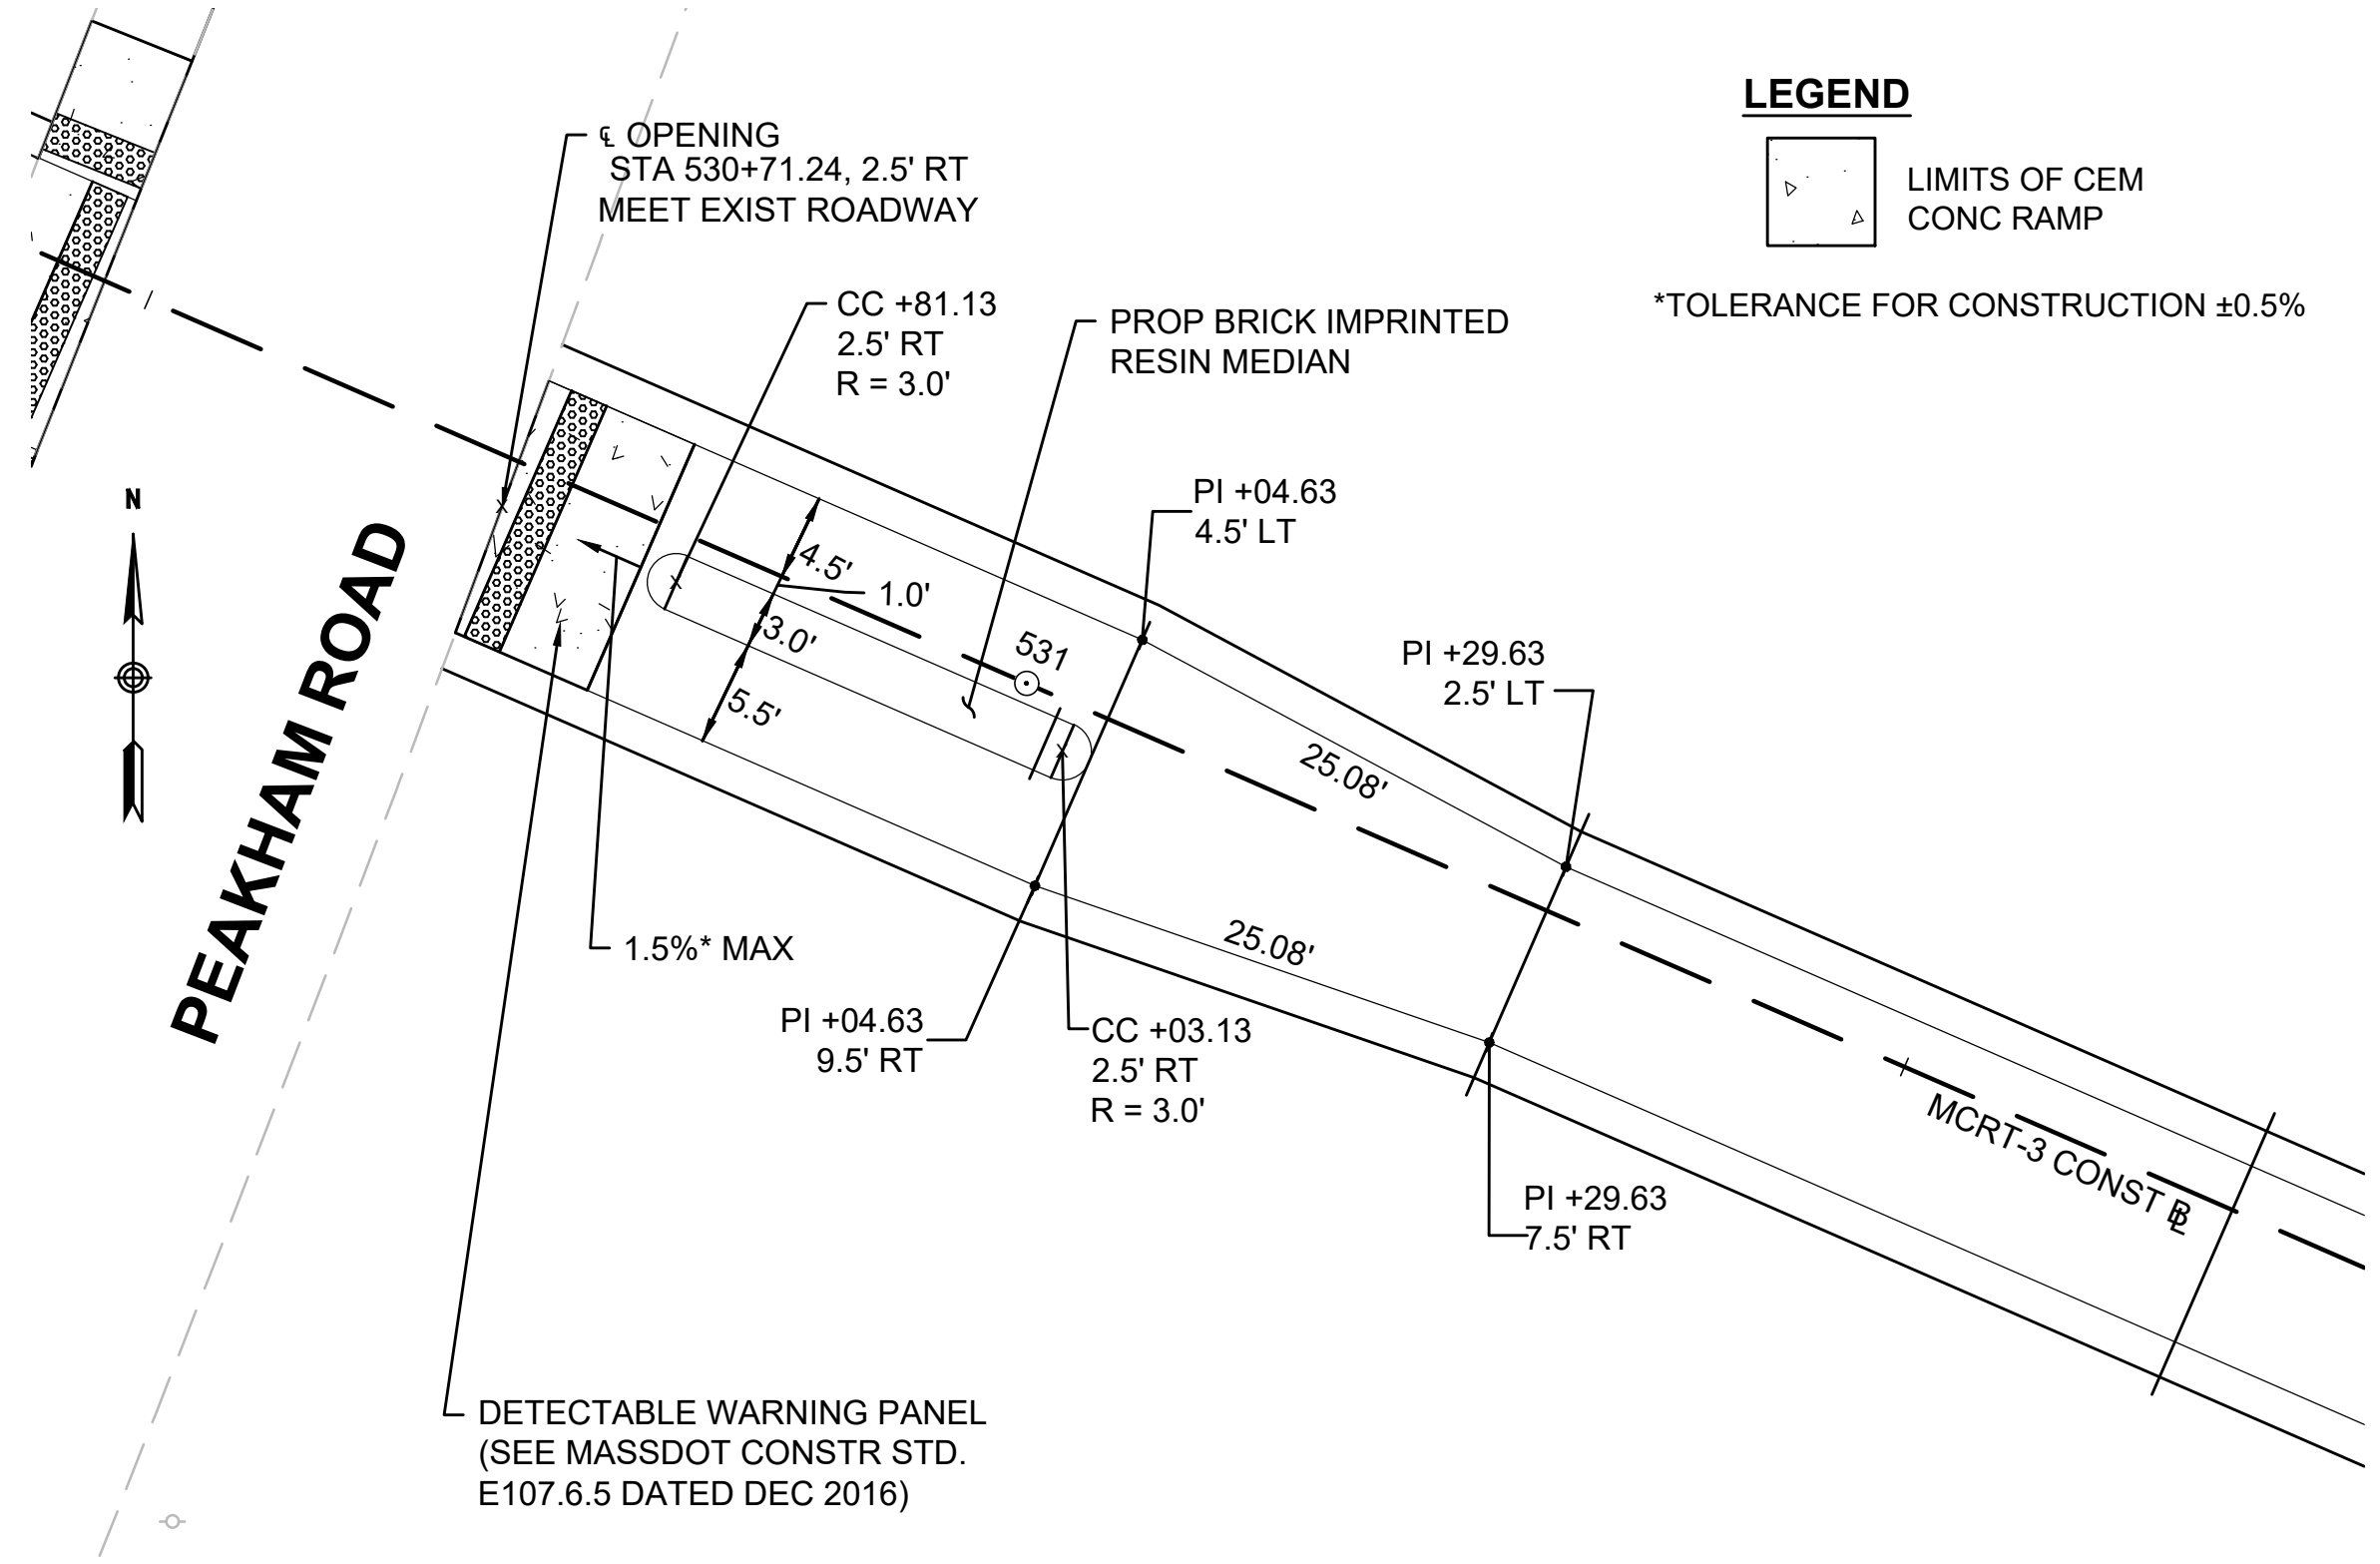 LEGEND
LIMITS OF CEM
CONC RAMP
*TOLERANCE FOR CONSTRUCTION ±0.5%
℄ OPENING
STA 530+71.24, 2.5' RT
MEET EXIST ROADWAY
CC +81.13
2.5' RT
R = 3.0'
PROP BRICK IMPRINTED
RESIN MEDIAN
PI +04.63
4.5' LT
N
4.5'
1.0'
3.0'
5.5'
531
PI +29.63
2.5' LT
25.08'
PEAKHAM ROAD
25.08'
1.5%* MAX
PI +04.63
9.5' RT
CC +03.13
2.5' RT
R = 3.0'
MCRT-3 CONST BL
PI +29.63
7.5' RT
DETECTABLE WARNING PANEL
(SEE MASSDOT CONSTR STD.
E107.6.5 DATED DEC 2016)